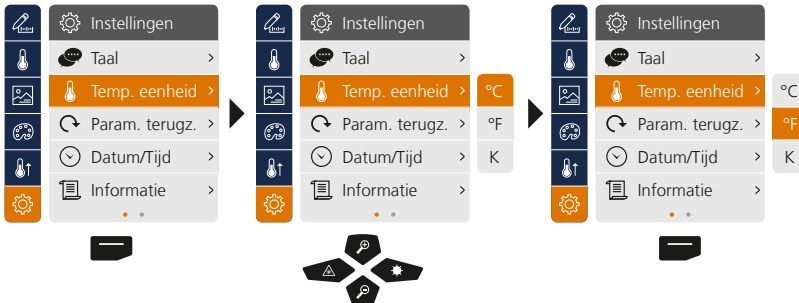 Instellingen
Taal
Temp. eenheid
Param. terugz.
Datum/Tijd
Informatie
Instellingen
Taal
Temp. eenheid
Param. terugz.
Datum/Tijd
Informatie
°C
°F
K
Instellingen
Taal
Temp. eenheid
Param. terugz.
Datum/Tijd
Informatie
°C
°F
K